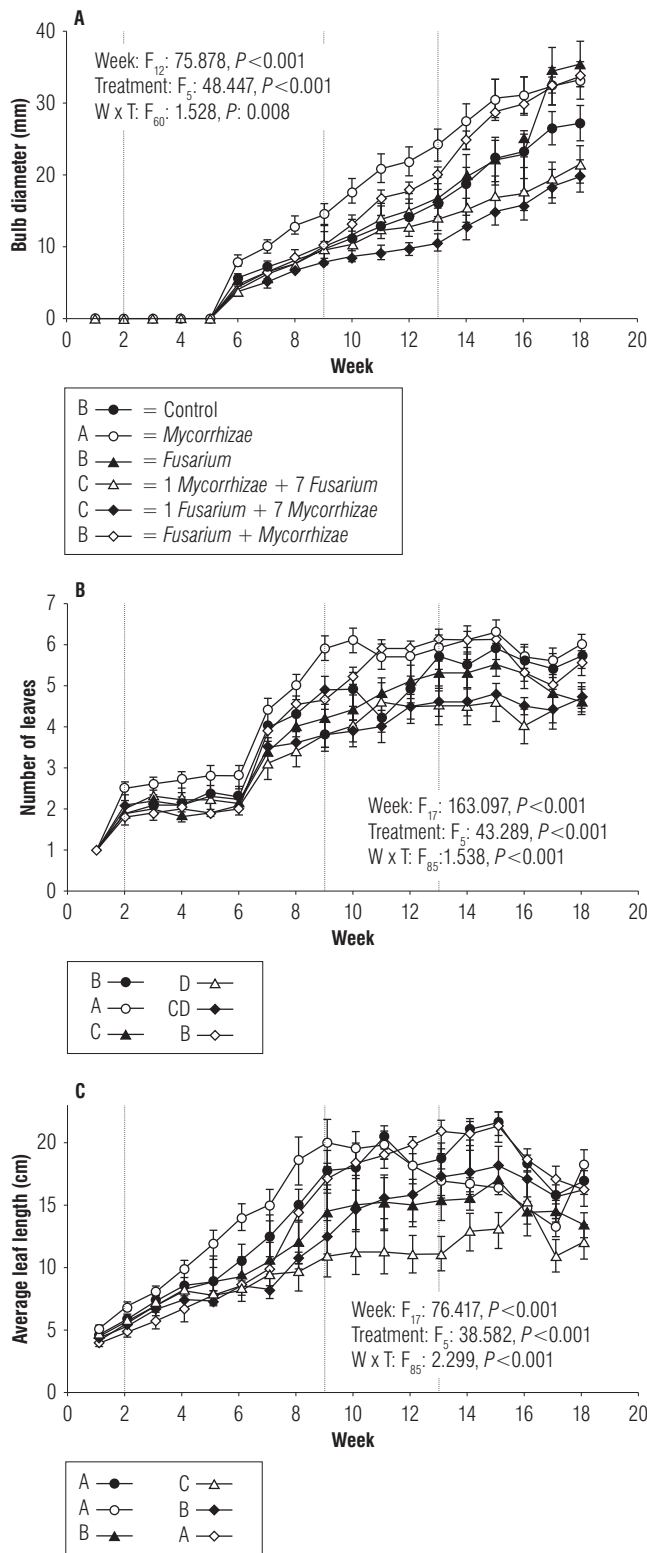 A
40
30
20
10
0
Bulb diameter (mm)
Week: F12: 75.878, P<0.001
Treatment: F5: 48.447, P<0.001
W x T: F60: 1.528, P: 0.008
0 2 4 6 8 10 12 14 16 18 20
Week
B = Control
A = Mycorrhizae
B = Fusarium
C = 1 Mycorrhizae + 7 Fusarium
C = 1 Fusarium + 7 Mycorrhizae
B = Fusarium + Mycorrhizae
B
7
6
5
4
3
2
1
0
Number of leaves
Week: F17: 163.097, P<0.001
Treatment: F5: 43.289, P<0.001
W x T: F85:1.538, P<0.001
0 2 4 6 8 10 12 14 16 18 20
Week
B D
A CD
C B
C
20
15
10
5
0
Average leaf length (cm)
Week: F17: 76.417, P<0.001
Treatment: F5: 38.582, P<0.001
W x T: F85: 2.299, P<0.001
0 2 4 6 8 10 12 14 16 18 20
Week
A C
A B
B A